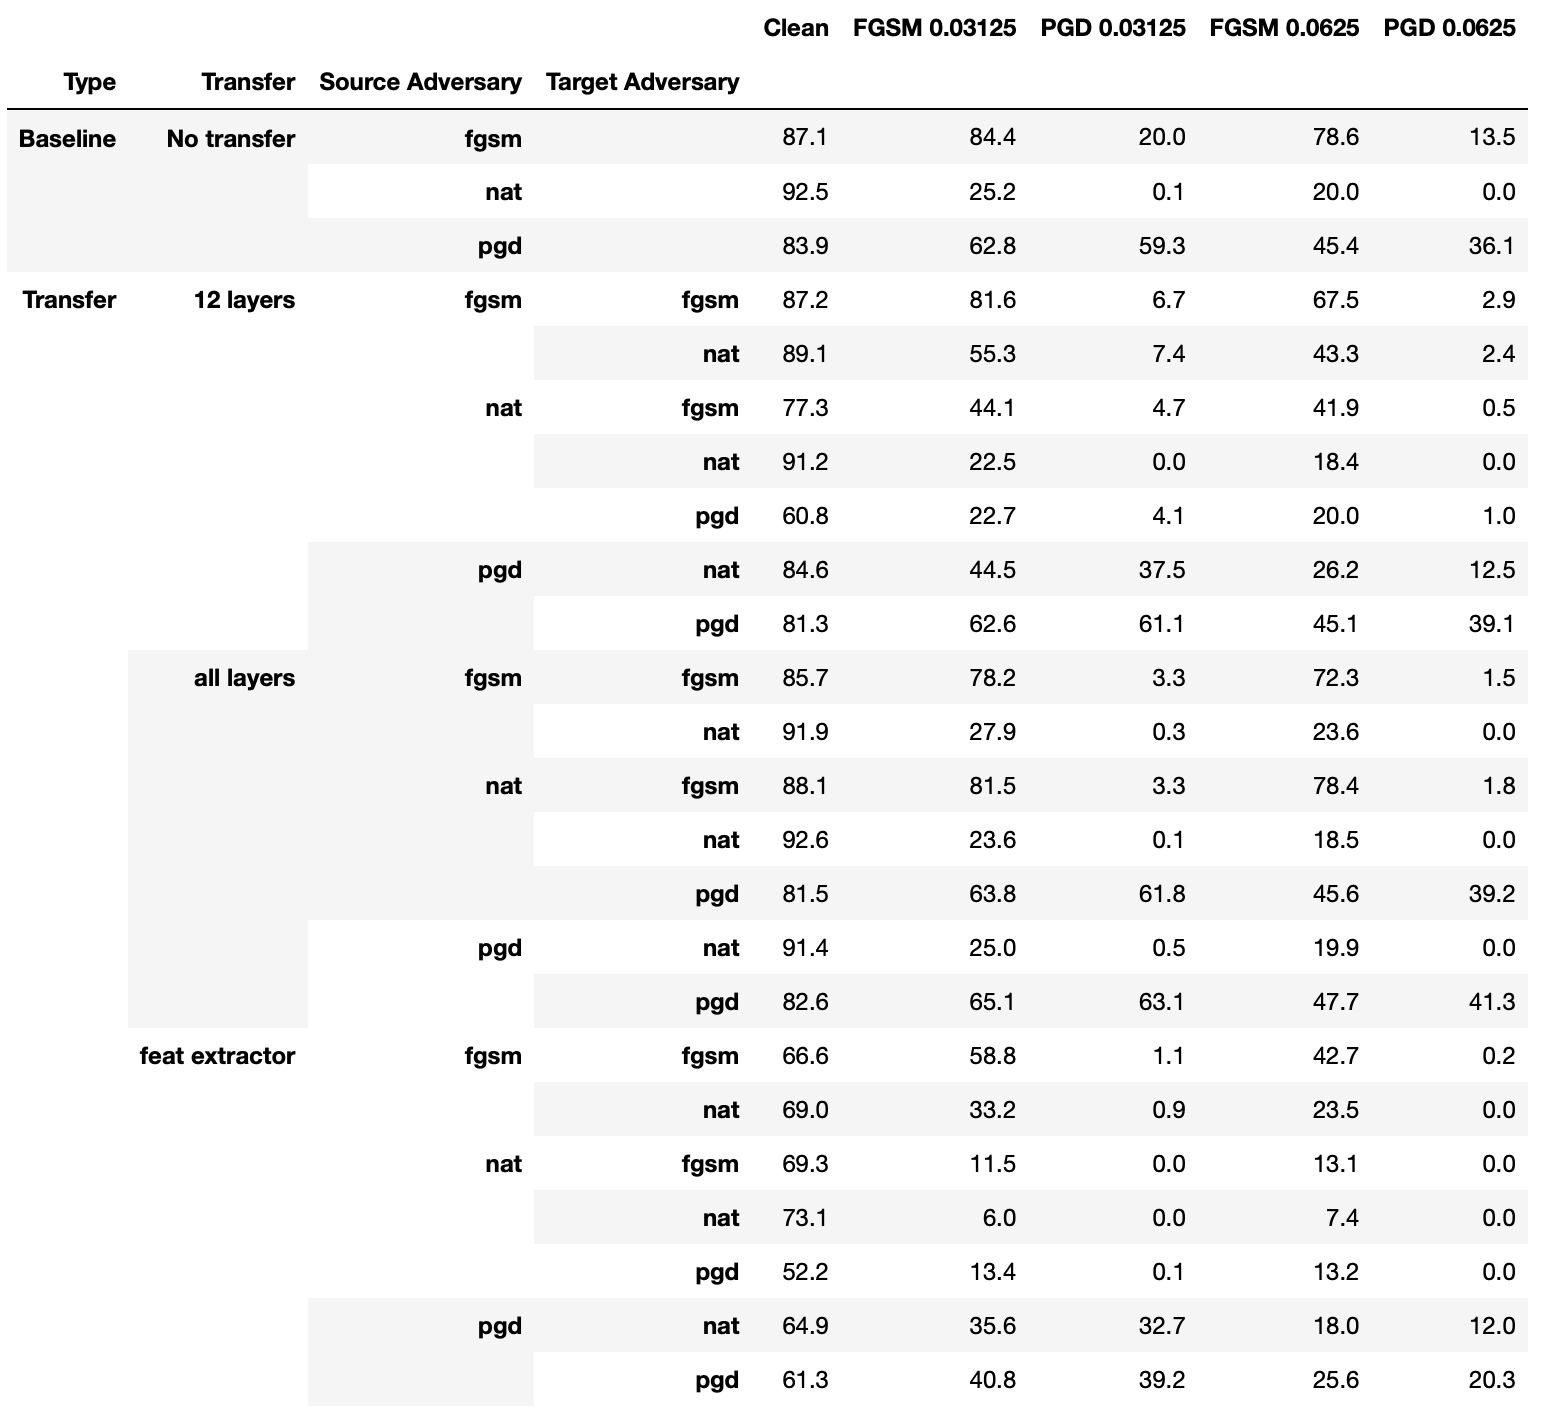 Clean FGSM 0.03125 PGD 0.03125 FGSM 0.0625 PGD 0.0625
Type Transfer Source Adversary Target Adversary
Baseline No transfer fgsm 87.1 84.4 20.0 78.6 13.5
nat 92.5 25.2 0.1 20.0 0.0
pgd 83.9 62.8 59.3 45.4 36.1
Transfer 12 layers fgsm fgsm 87.2 81.6 6.7 67.5 2.9
nat 89.1 55.3 7.4 43.3 2.4
nat fgsm 77.3 44.1 4.7 41.9 0.5
nat 91.2 22.5 0.0 18.4 0.0
pgd 60.8 22.7 4.1 20.0 1.0
pgd nat 84.6 44.5 37.5 26.2 12.5
pgd 81.3 62.6 61.1 45.1 39.1
all layers fgsm fgsm 85.7 78.2 3.3 72.3 1.5
nat 91.9 27.9 0.3 23.6 0.0
nat fgsm 88.1 81.5 3.3 78.4 1.8
nat 92.6 23.6 0.1 18.5 0.0
pgd 81.5 63.8 61.8 45.6 39.2
pgd nat 91.4 25.0 0.5 19.9 0.0
pgd 82.6 65.1 63.1 47.7 41.3
feat extractor fgsm fgsm 66.6 58.8 1.1 42.7 0.2
nat 69.0 33.2 0.9 23.5 0.0
nat fgsm 69.3 11.5 0.0 13.1 0.0
nat 73.1 6.0 0.0 7.4 0.0
pgd 52.2 13.4 0.1 13.2 0.0
pgd nat 64.9 35.6 32.7 18.0 12.0
pgd 61.3 40.8 39.2 25.6 20.3